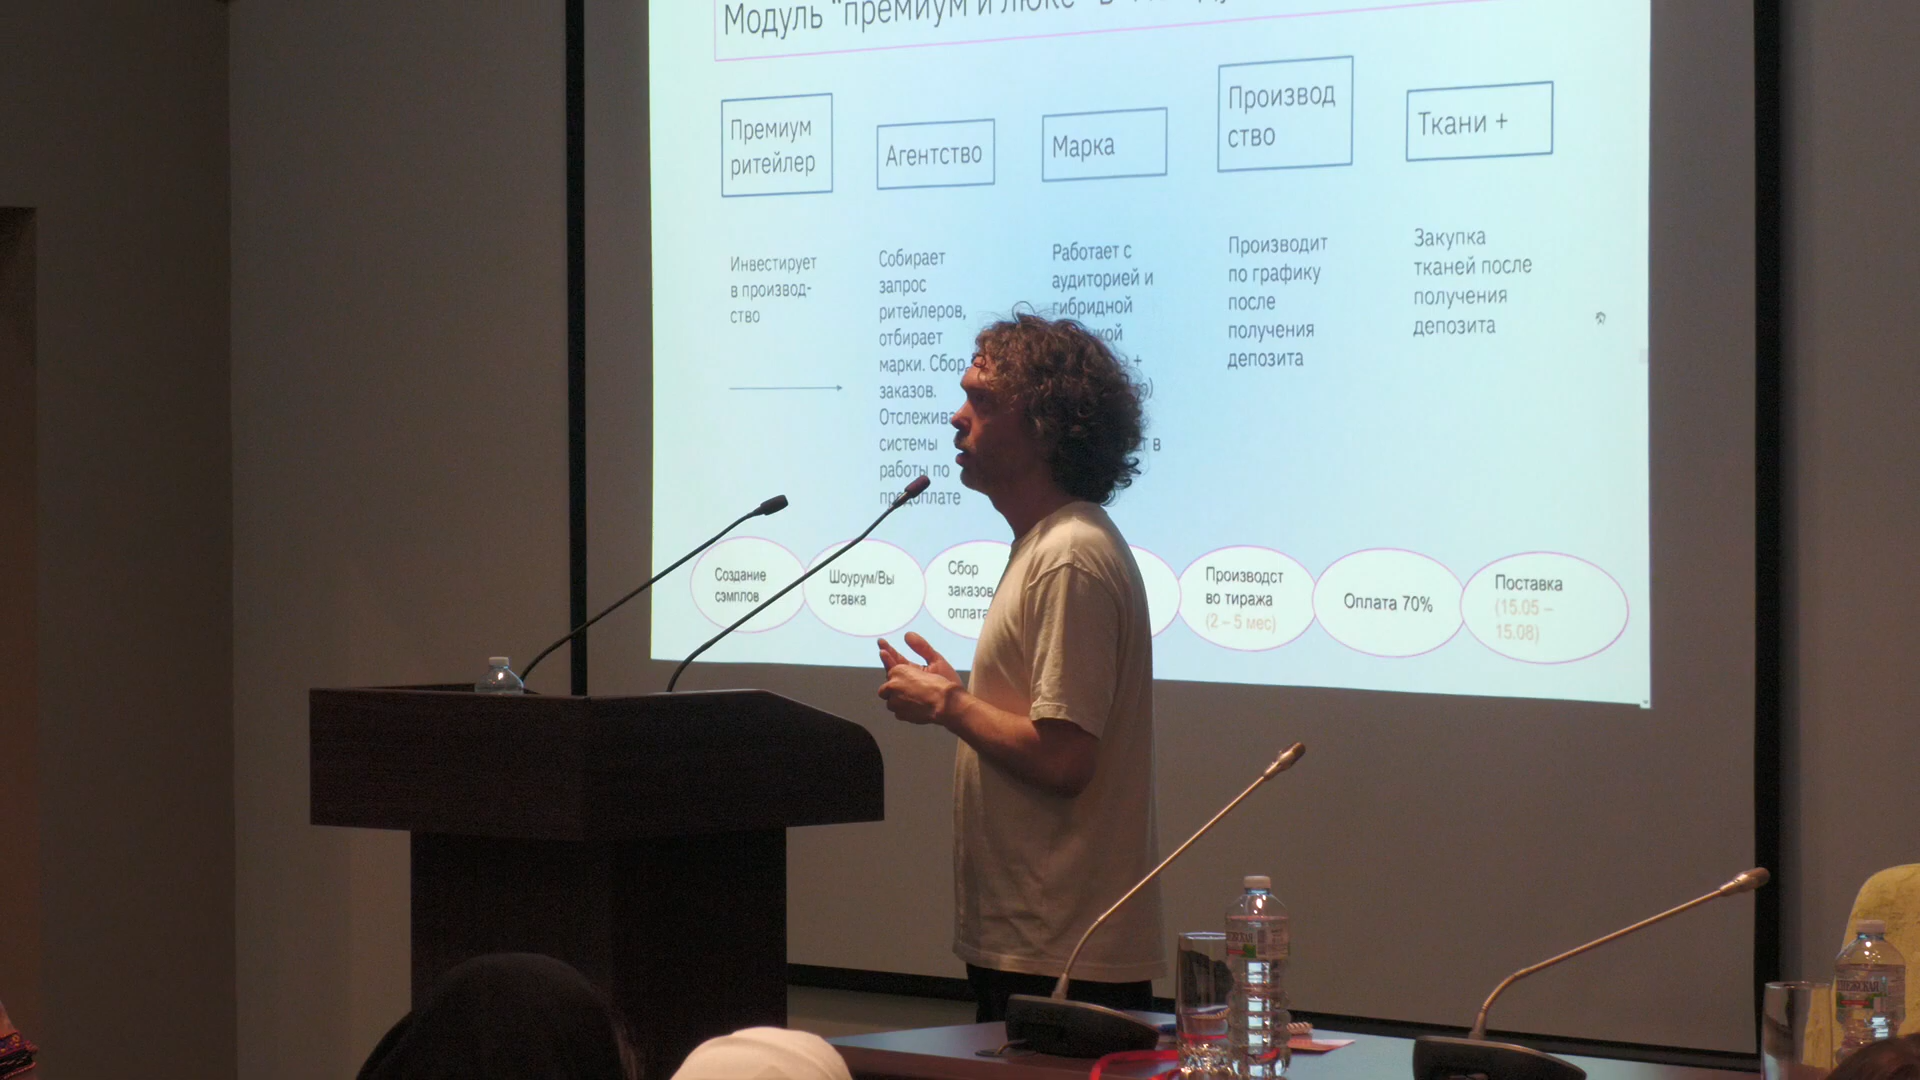 Модуль "премиум и люкс" в
Премиум
ритейлер
Агентство
Марка
Производ
ство
Ткани +
Инвестирует
в производ-
ство
Собирает
запрос
ритейлеров,
отбирает
марки. Сбор
заказов.
системы
работы по
предоплате
Работает с
аудиторией и
гибридной
+
в
Производит
по графику
после
получения
депозита
Закупка
тканей после
получения
депозита
Создание
сэмплов
Шоурум/Вы
ставка
Сбор
заказов
Производст
во тиража
(2 – 5 мес)
Оплата 70%
Поставка
(15.05 –
15.08)